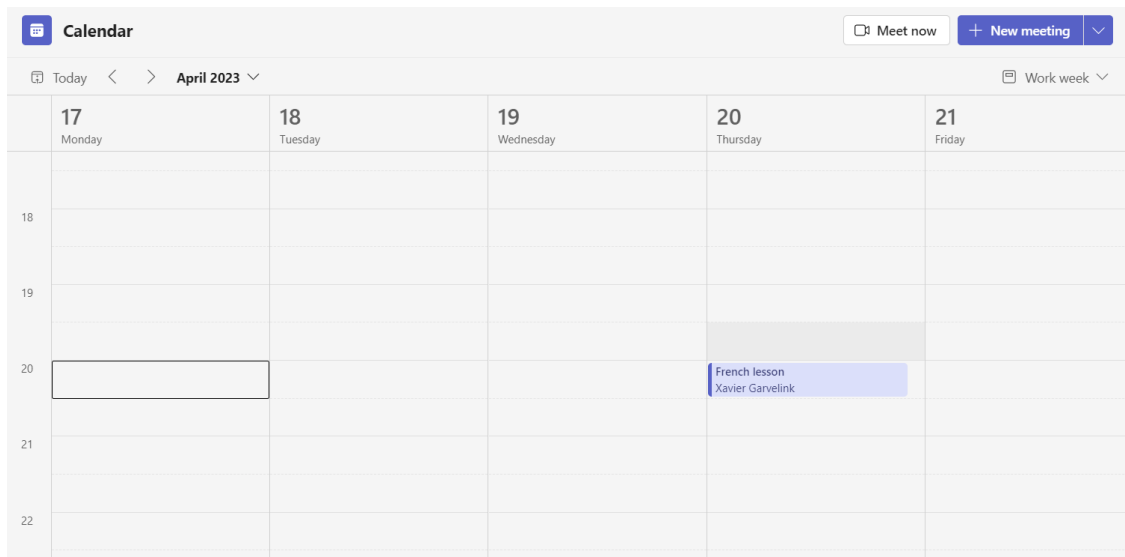 Calendar
Meet now
New meeting
Today
April 2023
Work week
17
Monday
18
Tuesday
19
Wednesday
20
Thursday
21
Friday
18
19
20
French lesson
Xavier Garvelink
21
22